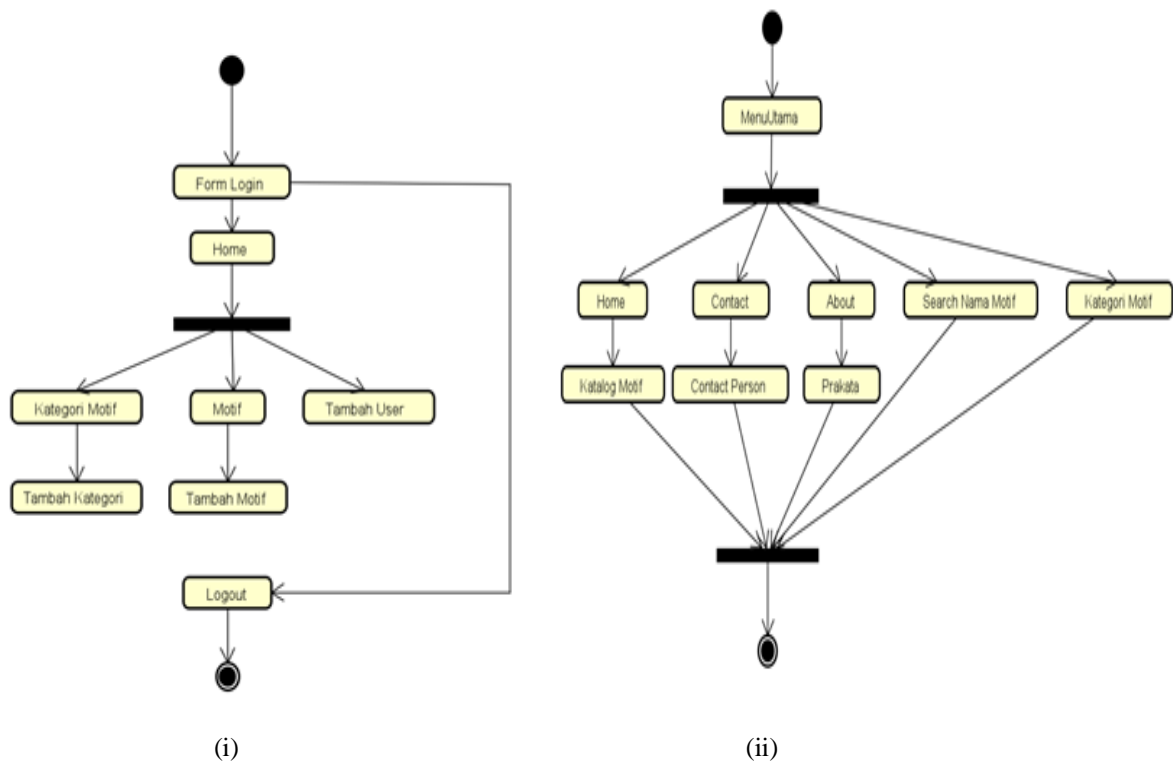 Form Login
Home
Kategori Motif
Motif
Tambah User
Tambah Kategori
Tambah Motif
Logout
(i)
MenuUtama
Home
Contact
About
Search Nama Motif
Kategori Motif
Katalog Motif
Contact Person
Prakata
(ii)